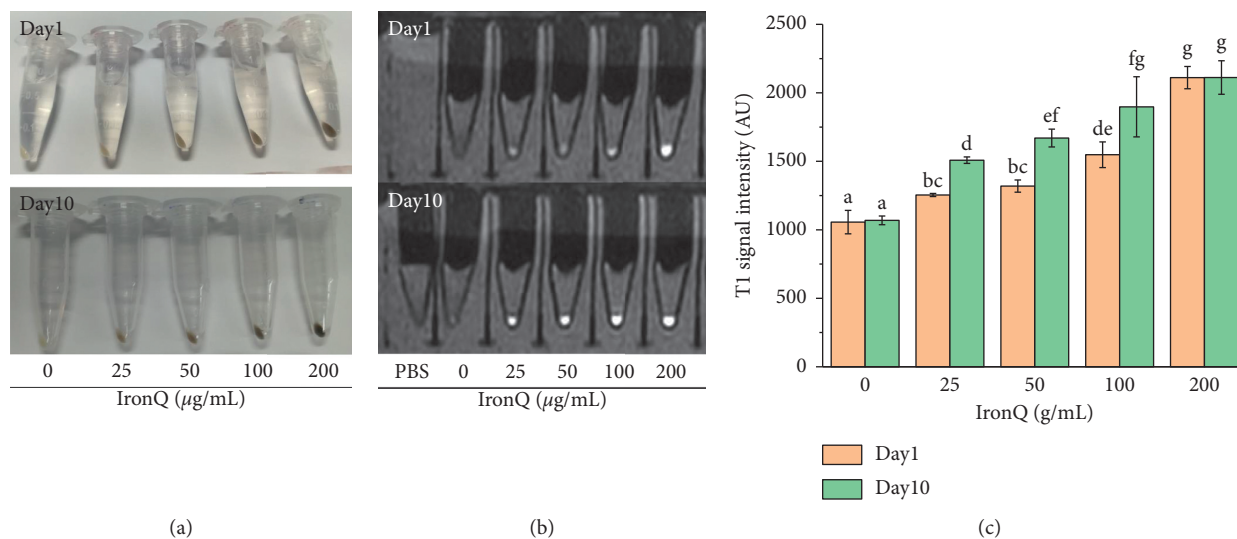 Day1
Day10
0 25 50 100 200
IronQ (µg/mL)
(a)
Day1
Day10
PBS 0 25 50 100 200
IronQ (µg/mL)
(b)
T1 signal intensity (AU)
2500
2000
1500
1000
500
0
a a bc d bc ef de fg g g
0 25 50 100 200
IronQ (g/mL)
Day1
Day10
(c)